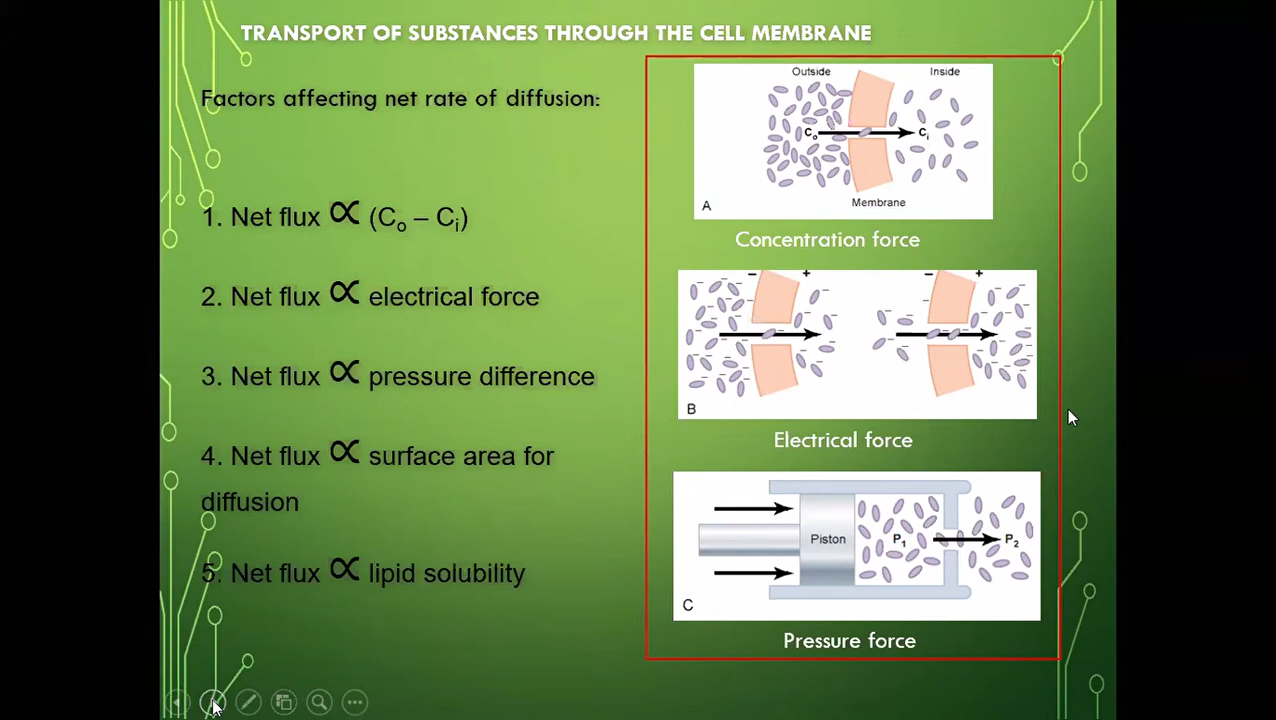 TRANSPORT OF SUBSTANCES THROUGH THE CELL MEMBRANE
Factors affecting net rate of diffusion:
1. Net flux ∝ (Cₒ – Cᵢ)
2. Net flux ∝ electrical force
3. Net flux ∝ pressure difference
4. Net flux ∝ surface area for
diffusion
5. Net flux ∝ lipid solubility
Outside Inside
Cₒ Cᵢ
Membrane
A
Concentration force
– + – +
B
Electrical force
Piston P₁ P₂
C
Pressure force